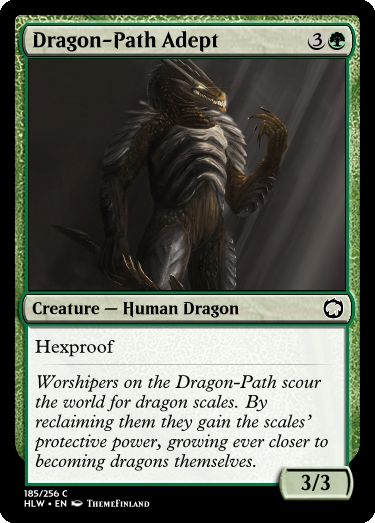 Dragon-Path Adept 3
Creature — Human Dragon
Hexproof
Worshipers on the Dragon-Path scour
the world for dragon scales. By
reclaiming them they gain the scales'
protective power, growing ever closer to
becoming dragons themselves.
3/3
185/256 C
HLW • EN ThemeFinland